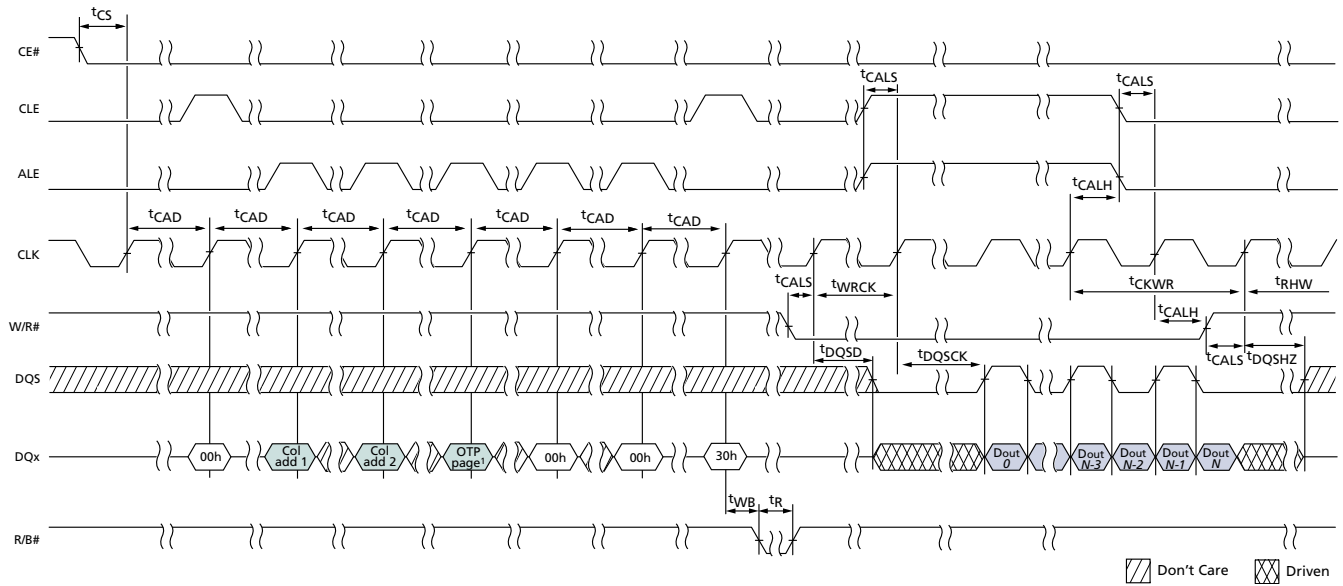 tCS
CE#
tCALS tCALS
CLE
ALE
tCALH
tCAD tCAD tCAD tCAD tCAD tCAD tCAD
CLK
tCALS tWRCK tCKWR tRHW
tCALH
W/R#
tDQSD tDQSCK tCALS tDQSHZ
DQS
DQx
00h
Col add 1
Col add 2
OTP page1
00h
00h
30h
Dout 0
Dout N-3
Dout N-2
Dout N-1
Dout N
tWB tR
R/B#
Don't Care Driven